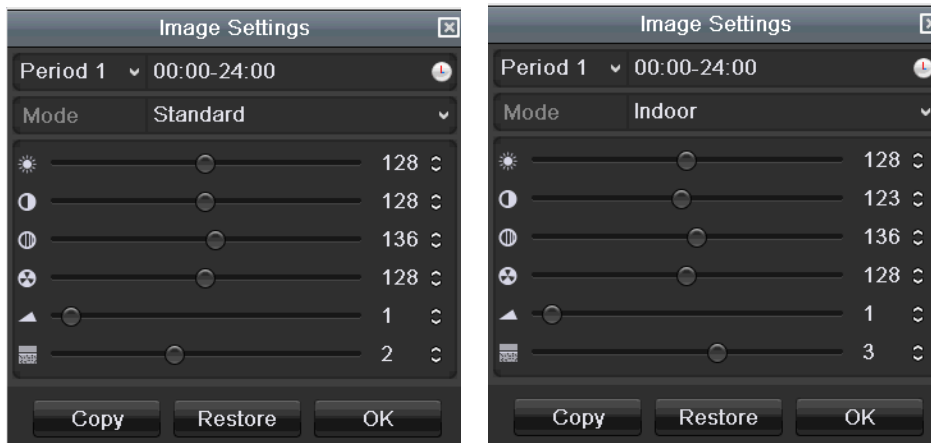 Image Settings
Period 1 00:00-24:00
Mode Standard
128
128
136
128
1
2
Copy Restore OK
Image Settings
Period 1 00:00-24:00
Mode Indoor
128
123
136
128
1
3
Copy Restore OK